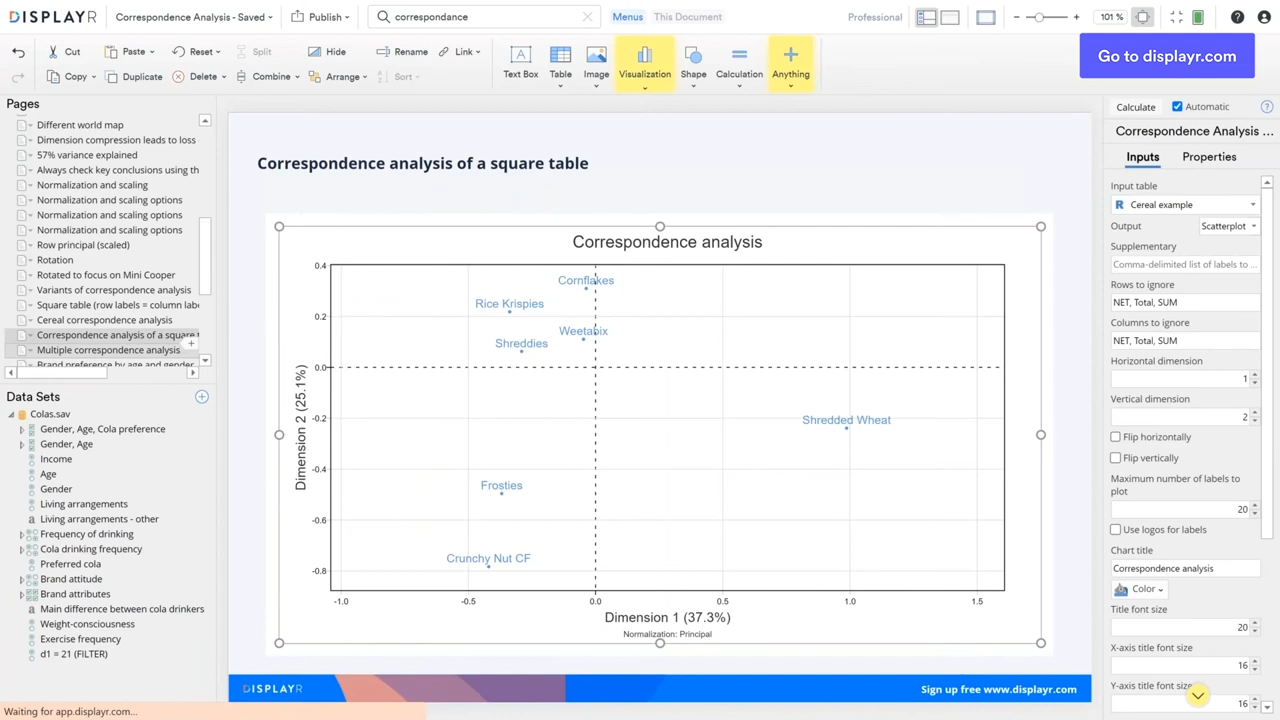 DISPLAYR
Correspondence Analysis - Saved
Publish
correspondance
Menus
This Document
Professional
101 %
Cut
Paste
Reset
Split
Hide
Rename
Link
Copy
Duplicate
Delete
Combine
Arrange
Sort
Text Box
Table
Image
Visualization
Shape
Calculation
Anything
Go to displayr.com
Pages
Different world map
Dimension compression leads to loss
57% variance explained
Always check key conclusions using th
Normalization and scaling
Normalization and scaling options
Normalization and scaling options
Normalization and scaling options
Row principal (scaled)
Rotation
Rotated to focus on Mini Cooper
Variants of correspondence analysis
Square table (row labels = column labe
Cereal correspondence analysis
Correspondence analysis of a square t
Multiple correspondence analysis
Brand preference by age and gender
Data Sets
Colas.sav
Gender, Age, Cola preference
Gender, Age
Income
Age
Gender
Living arrangements
a Living arrangements - other
Frequency of drinking
Cola drinking frequency
Preferred cola
Brand attitude
Brand attributes
a Main difference between cola drinkers
Weight-consciousness
Exercise frequency
d1 = 21 (FILTER)
Waiting for app.displayr.com...
Correspondence analysis of a square table
Correspondence analysis
0.4
0.2
0.0
-0.2
-0.4
-0.6
-0.8
Dimension 2 (25.1%)
Cornflakes
Rice Krispies
Weetabix
Shreddies
Shredded Wheat
Frosties
Crunchy Nut CF
-1.0
-0.5
0.0
0.5
1.0
1.5
Dimension 1 (37.3%)
Normalization: Principal
DISPLAYR
Sign up free www.displayr.com
Calculate
Automatic
Correspondence Analysis ...
Inputs
Properties
Input table
R Cereal example
Output
Scatterplot
Supplementary
Comma-delimited list of labels to ...
Rows to ignore
NET, Total, SUM
Columns to ignore
NET, Total, SUM
Horizontal dimension
1
Vertical dimension
2
Flip horizontally
Flip vertically
Maximum number of labels to
plot
20
Use logos for labels
Chart title
Correspondence analysis
Color
Title font size
20
X-axis title font size
16
Y-axis title font size
16